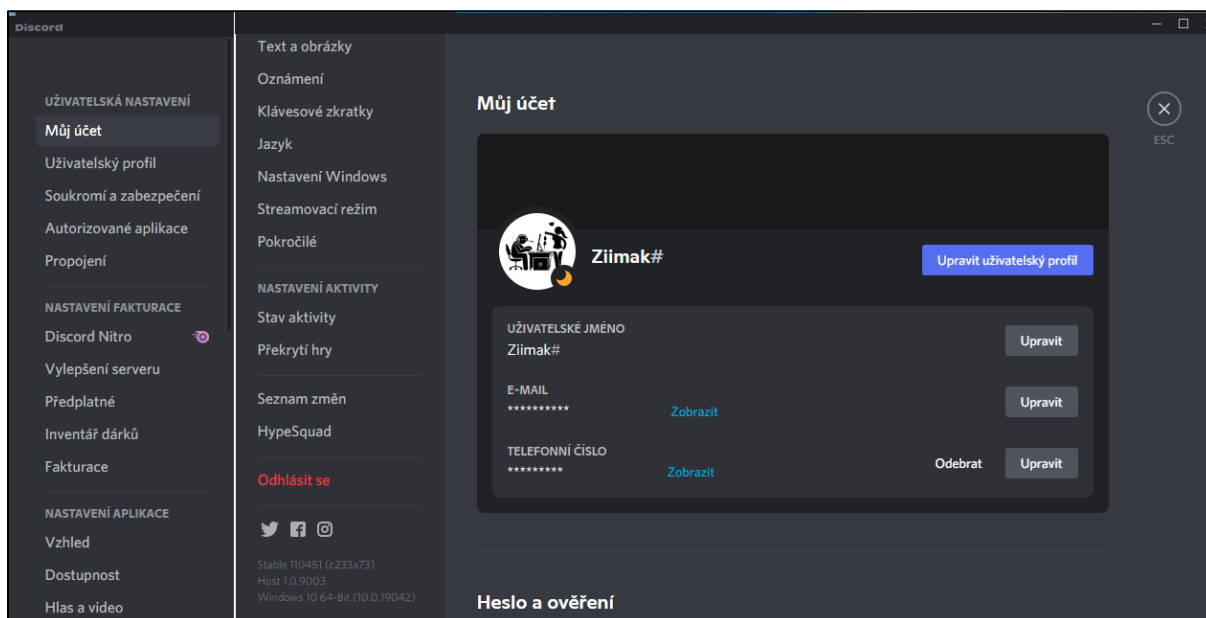 Discord
UŽIVATELSKÁ NASTAVENÍ
Můj účet
Uživatelský profil
Soukromí a zabezpečení
Autorizované aplikace
Propojení
NASTAVENÍ FAKTURACE
Discord Nitro
Vylepšení serveru
Předplatné
Inventář dárků
Fakturace
NASTAVENÍ APLIKACE
Vzhled
Dostupnost
Hlas a video
Text a obrázky
Oznámení
Klávesové zkratky
Jazyk
Nastavení Windows
Streamovací režim
Pokročilé
NASTAVENÍ AKTIVITY
Stav aktivity
Překrytí hry
Seznam změn
HypeSquad
Odhlásit se
Stable 110451 (c233a73)
Host 1.0.9003
Windows 10 64-Bit (10.0.19042)
Můj účet
ESC
Ziimak#
Upravit uživatelský profil
UŽIVATELSKÉ JMÉNO
Ziimak#
Upravit
E-MAIL
********** Zobrazit
Upravit
TELEFONNÍ ČÍSLO
********* Zobrazit
Odebrat Upravit
Heslo a ověření